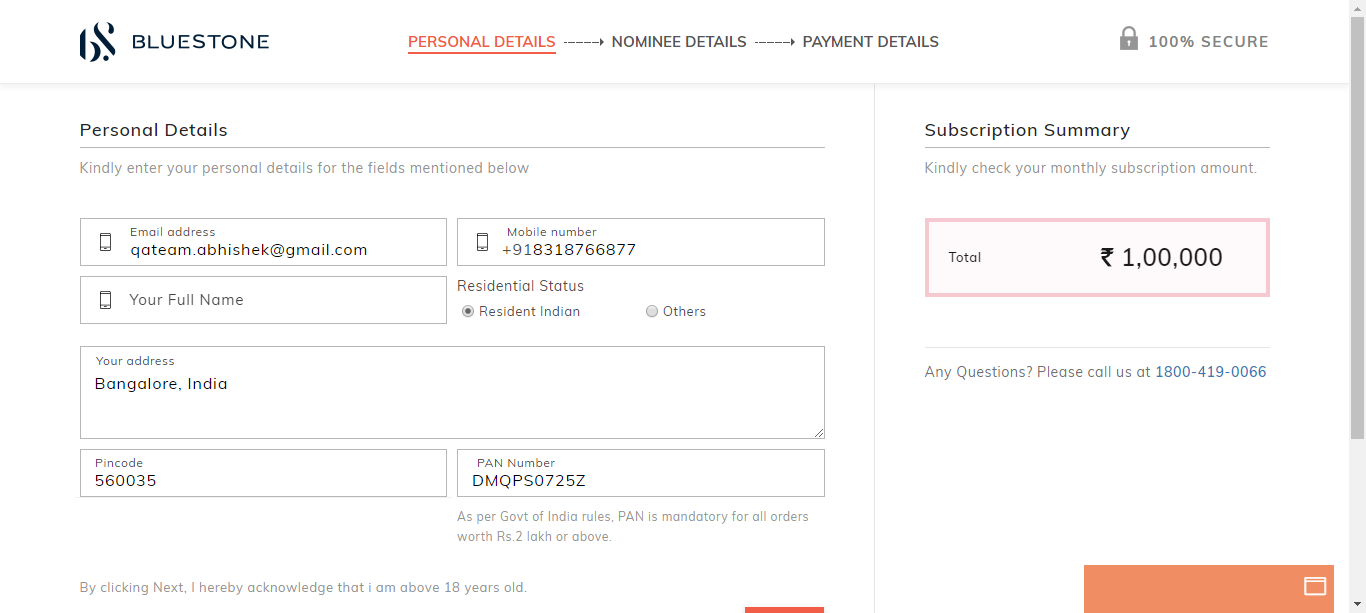 BLUESTONE
PERSONAL DETAILS NOMINEE DETAILS PAYMENT DETAILS
100% SECURE
Personal Details
Kindly enter your personal details for the fields mentioned below
Email address
qateam.abhishek@gmail.com
Mobile number
+918318766877
Your Full Name
Residential Status
Resident Indian
Others
Your address
Bangalore, India
Pincode
560035
PAN Number
DMQPS0725Z
As per Govt of India rules, PAN is mandatory for all orders
worth Rs.2 lakh or above.
By clicking Next, I hereby acknowledge that i am above 18 years old.
Subscription Summary
Kindly check your monthly subscription amount.
Total ₹ 1,00,000
Any Questions? Please call us at 1800-419-0066